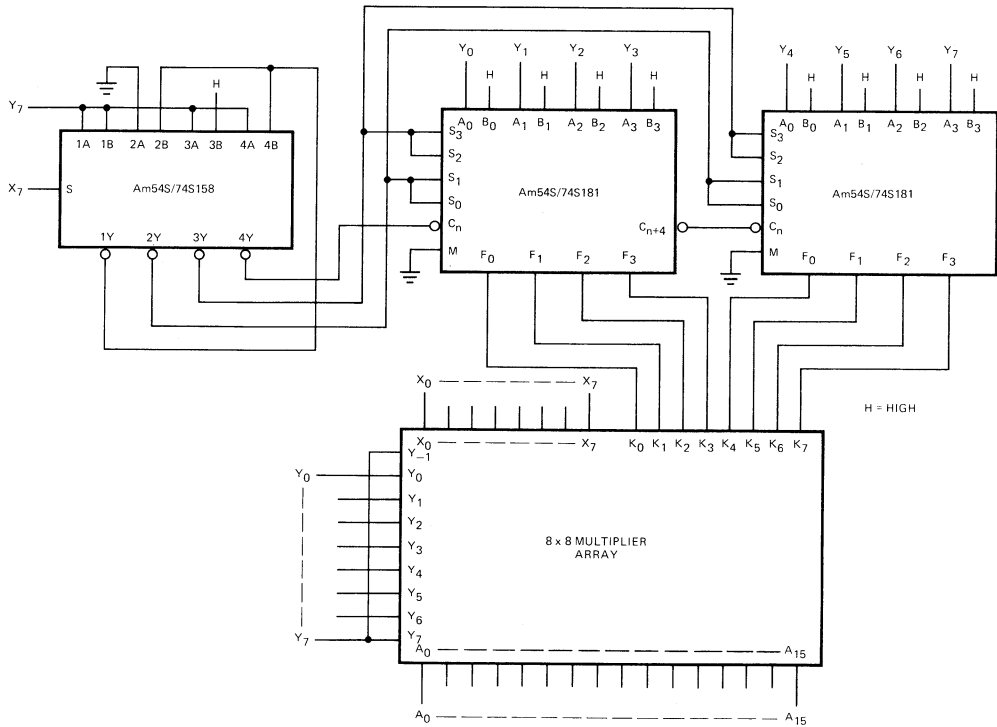 Y0 Y1 Y2 Y3 Y4 Y5 Y6 Y7
H H H H H H H H H
Y7
1A 1B 2A 2B 3A 3B 4A 4B
X7 S
Am54S/74S158
1Y 2Y 3Y 4Y
A0 B0 A1 B1 A2 B2 A3 B3
S3
S2
S1
S0
Cn
M
Am54S/74S181
Cn+4
F0 F1 F2 F3
A0 B0 A1 B1 A2 B2 A3 B3
S3
S2
S1
S0
Cn
M
Am54S/74S181
F0 F1 F2 F3
H = HIGH
X0 X7
X0 X7 K0 K1 K2 K3 K4 K5 K6 K7
Y–1
Y0 Y0
Y1
Y2
Y3
Y4
Y5
Y6
Y7 Y7
8 x 8 MULTIPLIER
ARRAY
A0 A15
A0 A15